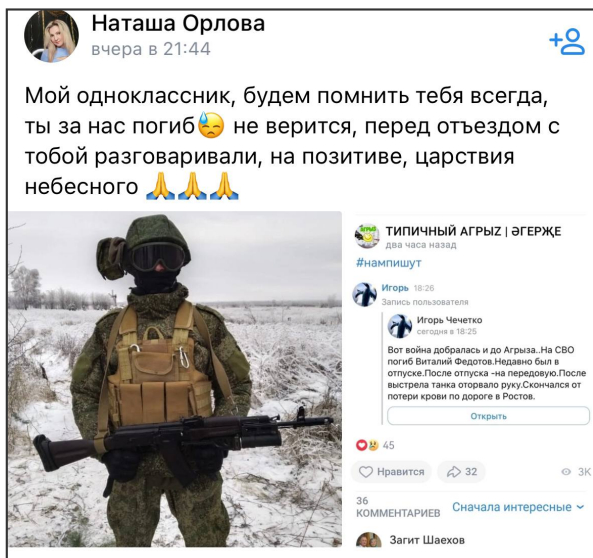 Наташа Орлова
вчера в 21:44
Мой одноклассник, будем помнить тебя всегда,
ты за нас погиб😓 не верится, перед отъездом с
тобой разговаривали, на позитиве, царствия
небесного 🙏🙏🙏
ТИПИЧНЫЙ АГРЫZ | ӘГЕРҖЕ
два часа назад
#нампишут
Игорь 18:26
Запись пользователя
Игорь Чечетко
сегодня в 18:25
Вот война добралась и до Агрыза..На СВО
погиб Виталий Федотов.Недавно был в
отпуске.После отпуска -на передовую.После
выстрела танка оторвало руку.Скончался от
потери крови по дороге в Ростов.
Открыть
45
Нравится
32
3K
36
КОММЕНТАРИЕВ
Сначала интересные
Загит Шаехов